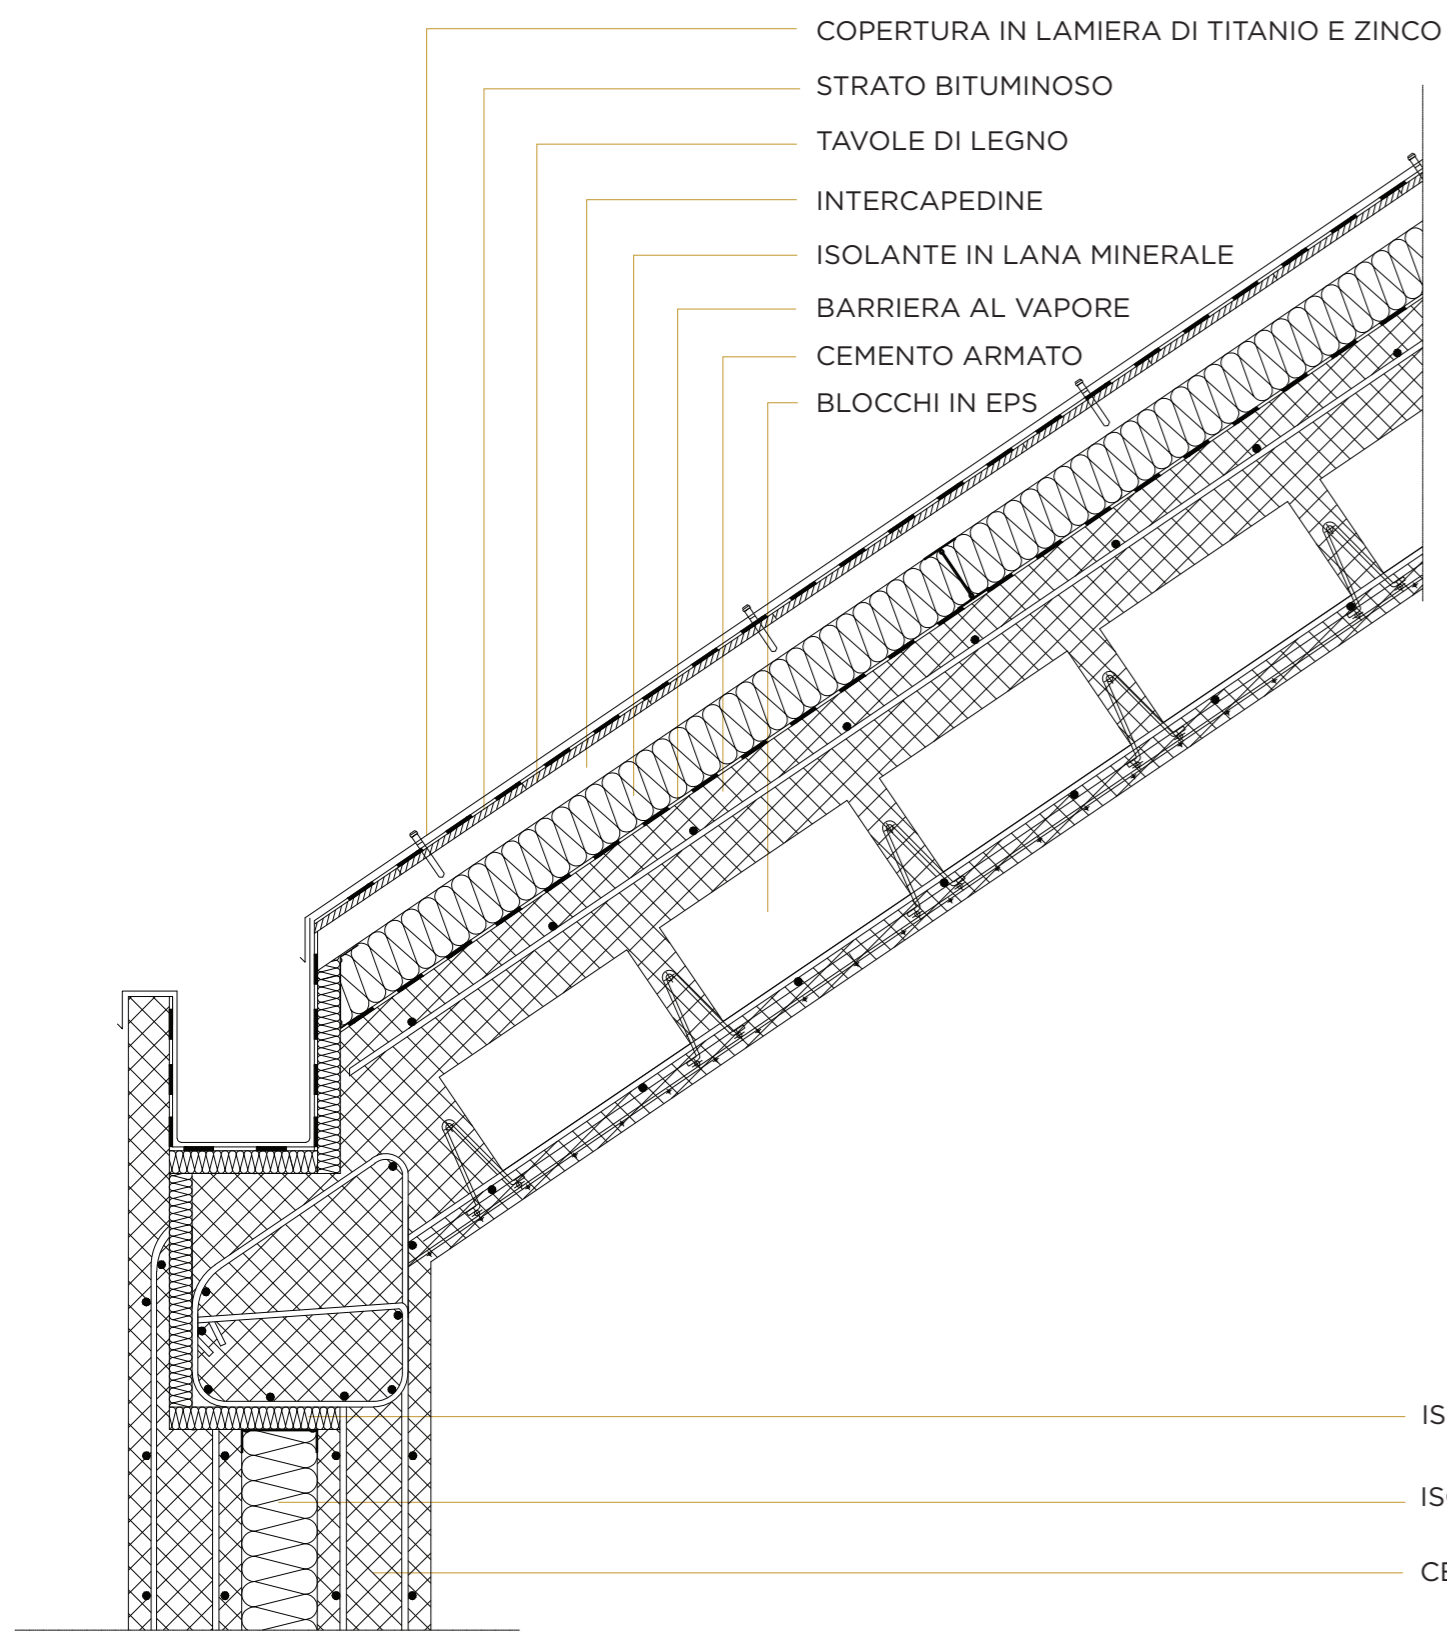 COPERTURA IN LAMIERA DI TITANIO E ZINCO
STRATO BITUMINOSO
TAVOLE DI LEGNO
INTERCAPEDINE
ISOLANTE IN LANA MINERALE
BARRIERA AL VAPORE
CEMENTO ARMATO
BLOCCHI IN EPS